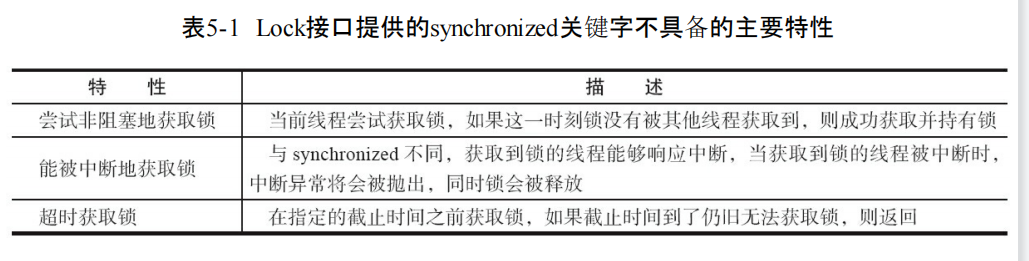 表5-1 Lock接口提供的synchronized关键字不具备的主要特性
特 性 描 述
尝试非阻塞地获取锁 当前线程尝试获取锁，如果这一时刻锁没有被其他线程获取到，则成功获取并持有锁
能被中断地获取锁 与 synchronized 不同，获取到锁的线程能够响应中断，当获取到锁的线程被中断时，
中断异常将会被抛出，同时锁会被释放
超时获取锁 在指定的截止时间之前获取锁，如果截止时间到了仍旧无法获取锁，则返回